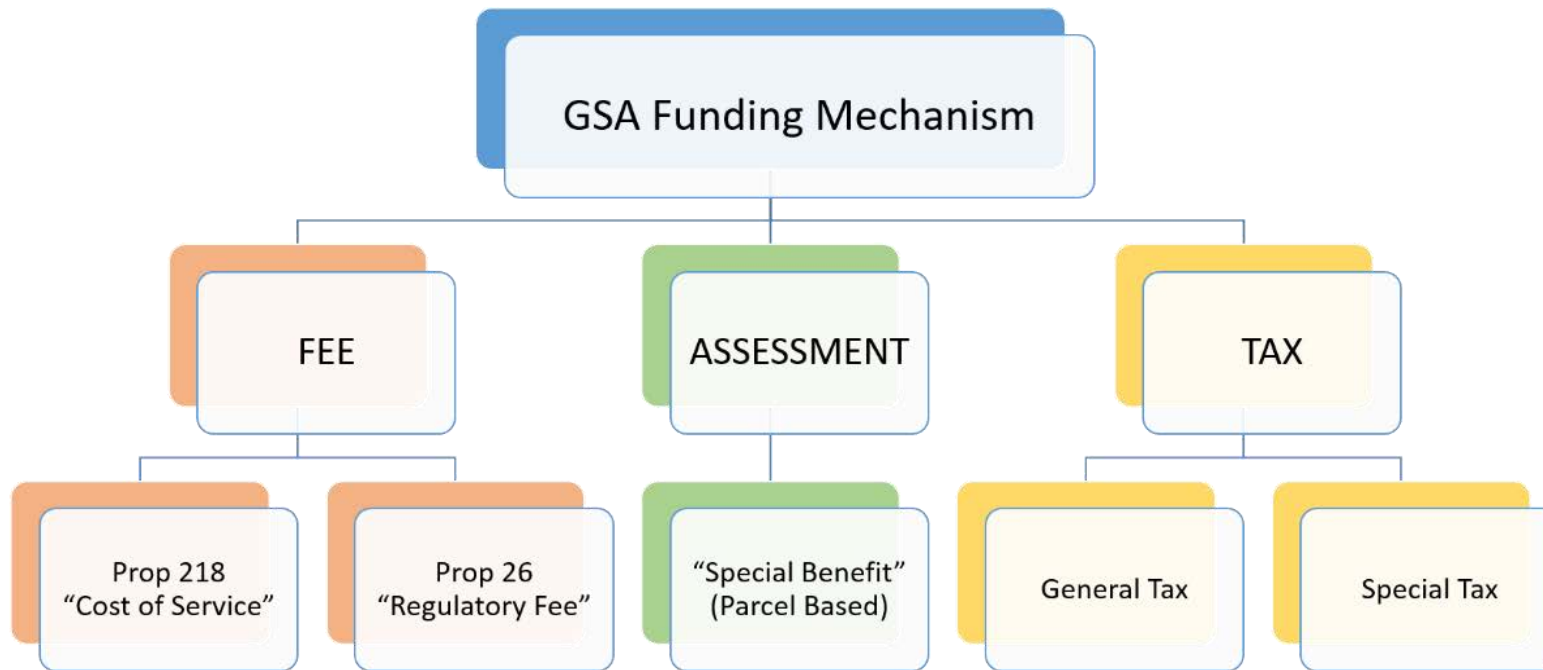 GSA Funding Mechanism
FEE
ASSESSMENT
TAX
Prop 218
“Cost of Service”
Prop 26
“Regulatory Fee”
“Special Benefit”
(Parcel Based)
General Tax
Special Tax